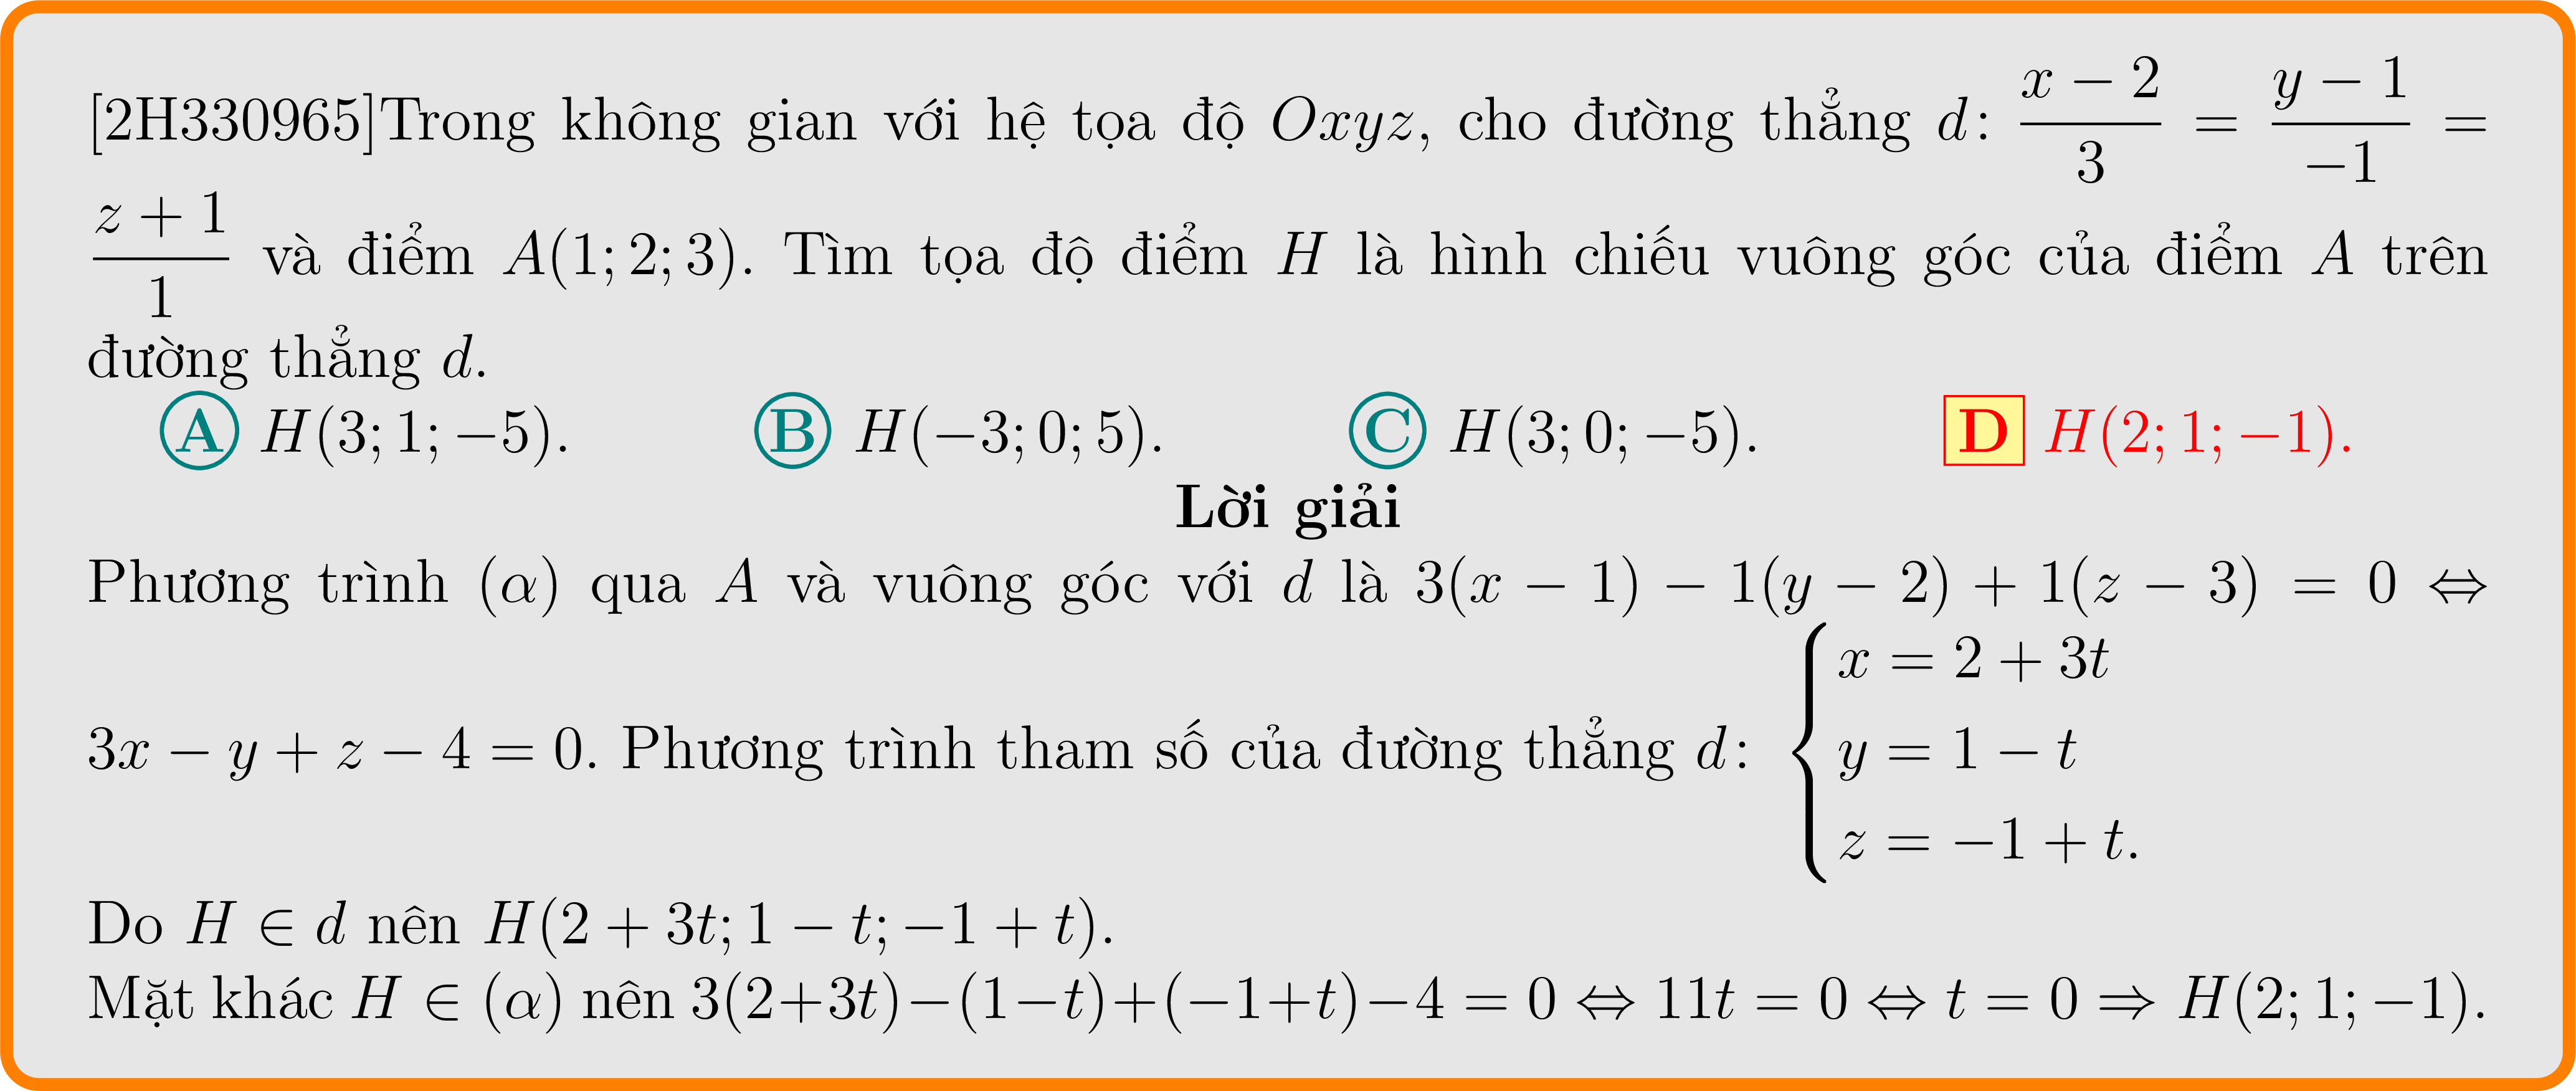 [2H330965]Trong không gian với hệ tọa độ $Oxyz$, cho đường thẳng $d\colon \dfrac{x-2}{3} = \dfrac{y-1}{-1} =$
$\dfrac{z+1}{1}$ và điểm $A(1;2;3)$. Tìm tọa độ điểm $H$ là hình chiếu vuông góc của điểm $A$ trên
đường thẳng $d$.
A $H(3;1;-5)$. B $H(-3;0;5)$. C $H(3;0;-5)$. D $H(2;1;-1)$.
Lời giải
Phương trình $(\alpha)$ qua $A$ và vuông góc với $d$ là $3(x-1)-1(y-2)+1(z-3)=0 \Leftrightarrow$
$3x-y+z-4=0$. Phương trình tham số của đường thẳng $d\colon \begin{cases} x=2+3t \\ y=1-t \\ z=-1+t. \end{cases}$
Do $H \in d$ nên $H(2+3t;1-t;-1+t)$.
Mặt khác $H \in (\alpha)$ nên $3(2+3t)-(1-t)+(-1+t)-4=0 \Leftrightarrow 11t=0 \Leftrightarrow t=0 \Rightarrow H(2;1;-1)$.